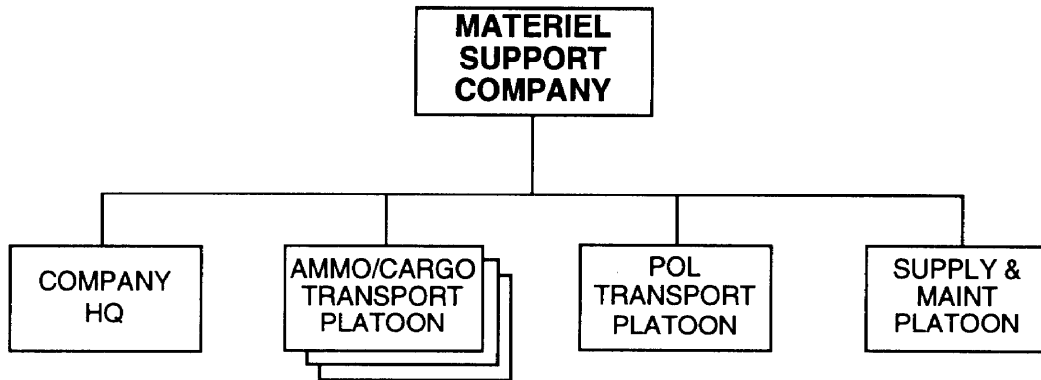 MATERIEL
SUPPORT
COMPANY
COMPANY
HQ
AMMO/CARGO
TRANSPORT
PLATOON
POL
TRANSPORT
PLATOON
SUPPLY &
MAINT
PLATOON